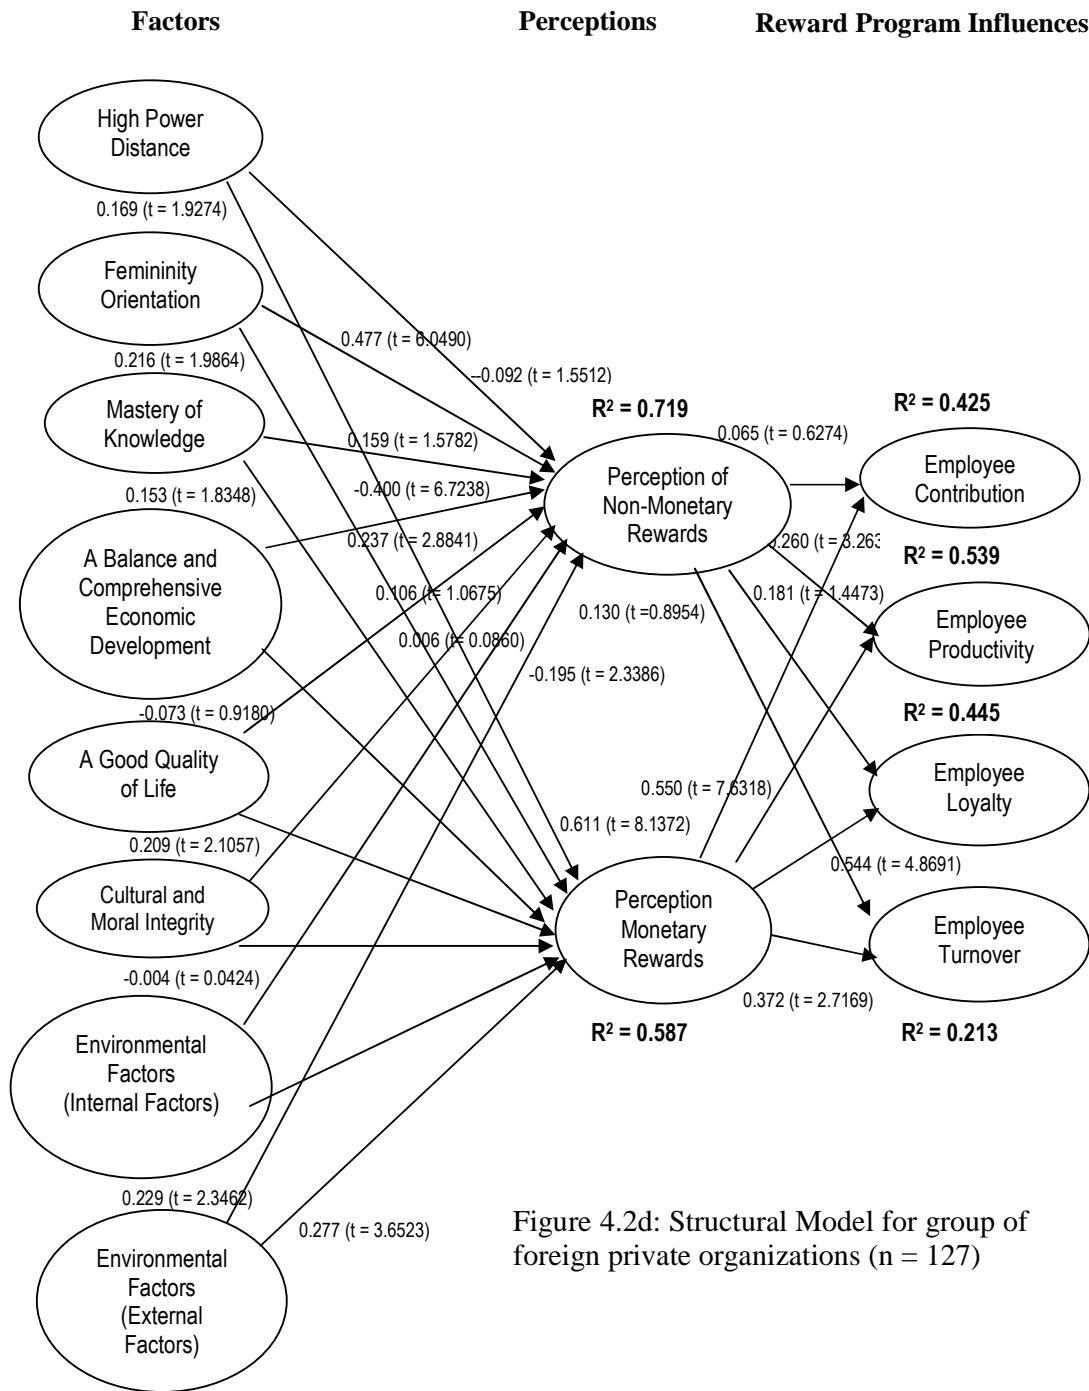 Factors
Perceptions
Reward Program Influences
High Power
Distance
0.169 (t = 1.9274)
Femininity
Orientation
0.477 (t = 6.0490)
--0.092 (t = 1.5512)
0.216 (t = 1.9864)
R² = 0.719
R² = 0.425
Mastery of
Knowledge
0.159 (t = 1.5782)
0.065 (t = 0.6274)
Perception of
Non-Monetary
Rewards
Employee
Contribution
0.153 (t = 1.8348)
-0.400 (t = 6.7238)
0.237 (t = 2.8841)
0.260 (t = 3.263
R² = 0.539
A Balance and
Comprehensive
Economic
Development
0.106 (t = 1.0675)
0.130 (t =0.8954)
0.181 (t = 1.4473)
0.006 (t = 0.0860)
Employee
Productivity
-0.195 (t = 2.3386)
-0.073 (t = 0.9180)
R² = 0.445
A Good Quality
of Life
Employee
Loyalty
0.550 (t = 7.6318)
0.611 (t = 8.1372)
0.209 (t = 2.1057)
0.544 (t = 4.8691)
Cultural and
Moral Integrity
Perception
Monetary
Rewards
Employee
Turnover
-0.004 (t = 0.0424)
0.372 (t = 2.7169)
R² = 0.587
R² = 0.213
Environmental
Factors
(Internal Factors)
0.229 (t = 2.3462)
0.277 (t = 3.6523)
Environmental
Factors
(External
Factors)
Figure 4.2d: Structural Model for group of
foreign private organizations (n = 127)